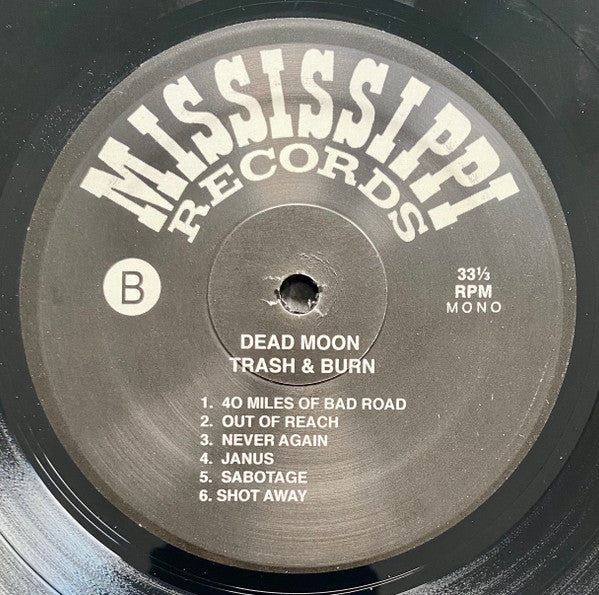 MISSISSIPPI
RECORDS
B
33⅓
RPM
MONO
DEAD MOON
TRASH & BURN
1. 40 MILES OF BAD ROAD
2. OUT OF REACH
3. NEVER AGAIN
4. JANUS
5. SABOTAGE
6. SHOT AWAY